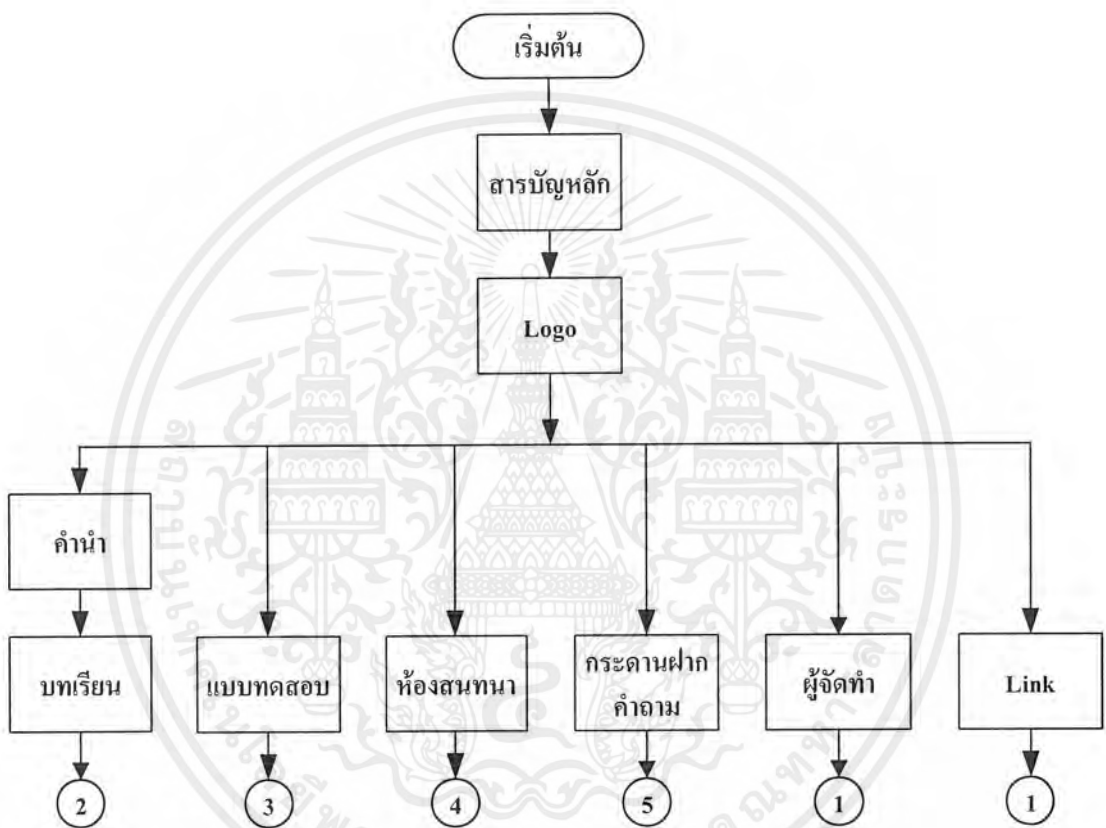 เริ่มต้น
สารบัญหลัก
Logo
คำนำ
บทเรียน
แบบทดสอบ
ห้องสนทนา
กระดานฝาก
คำถาม
ผู้จัดทำ
Link
2
3
4
5
1
1